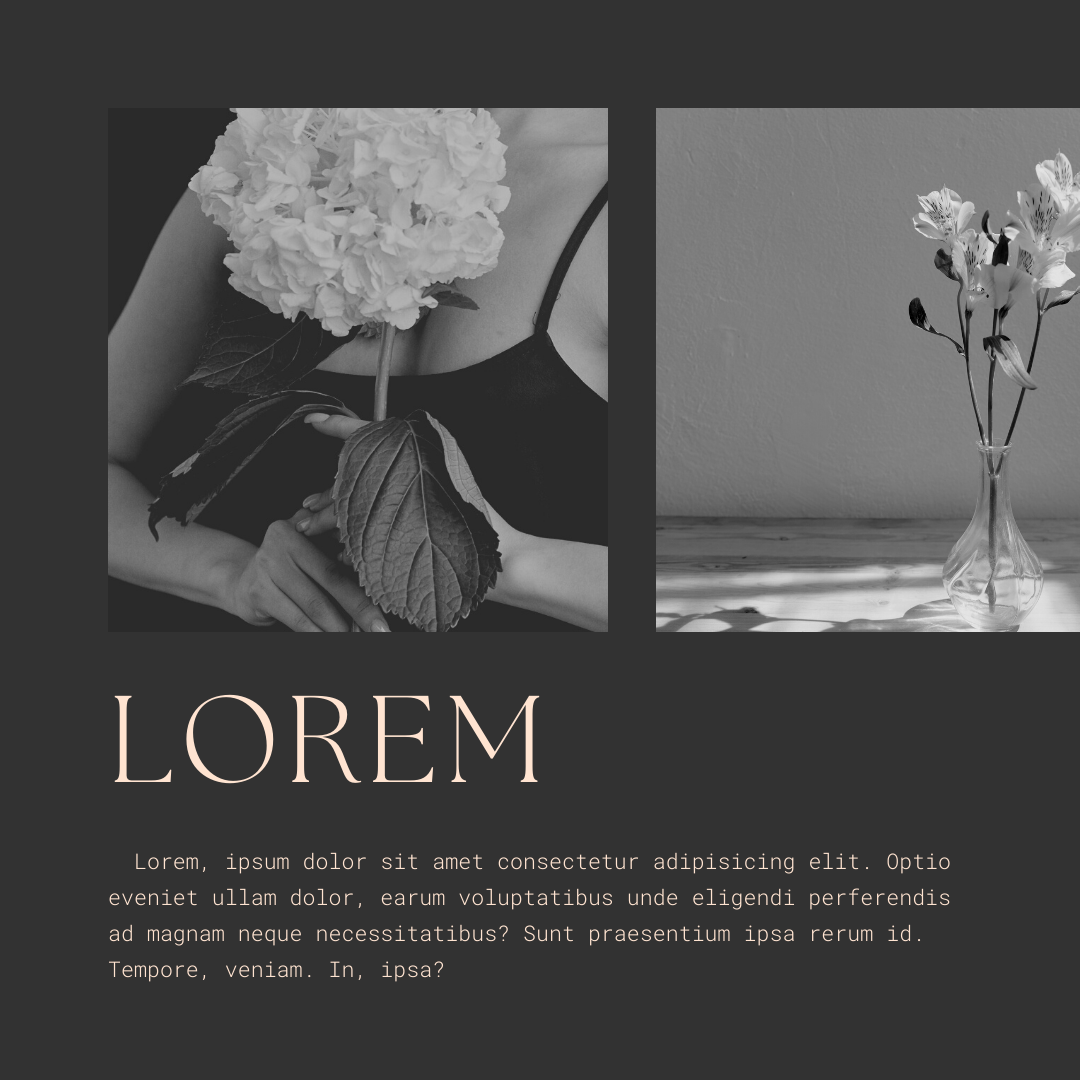 LOREM
Lorem, ipsum dolor sit amet consectetur adipisicing elit. Optio
eveniet ullam dolor, earum voluptatibus unde eligendi perferendis
ad magnam neque necessitatibus? Sunt praesentium ipsa rerum id.
Tempore, veniam. In, ipsa?